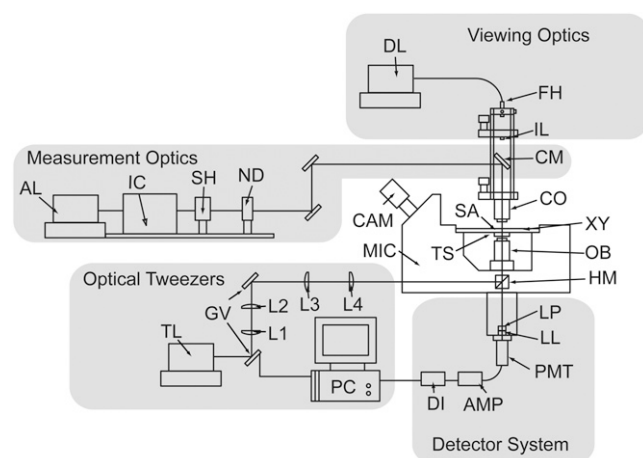 Viewing Optics
DL
FH
IL
CM
Measurement Optics
AL
IC
SH
ND
CO
CAM
SA
XY
MIC
TS
OB
HM
Optical Tweezers
GV
L2
L1
L3
L4
TL
PC
LP
LL
PMT
DI
AMP
Detector System